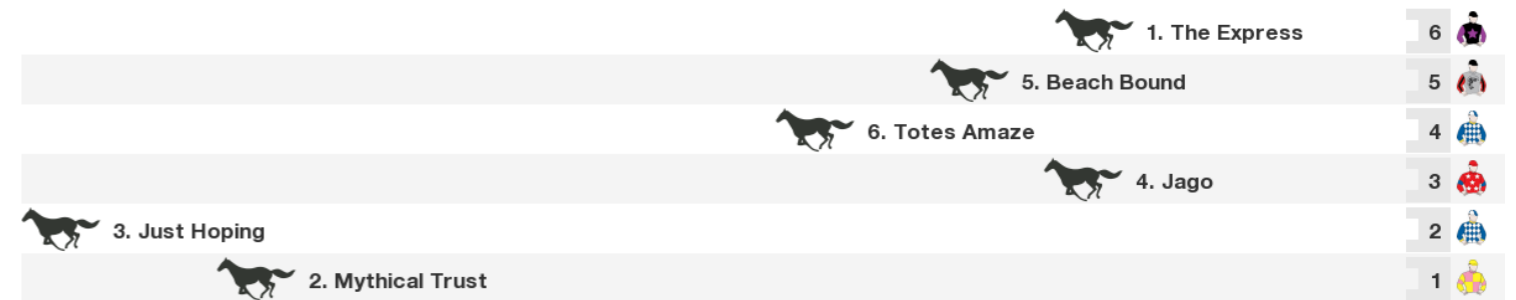 1. The Express 6
5. Beach Bound 5
6. Totes Amaze 4
4. Jago 3
3. Just Hoping 2
2. Mythical Trust 1